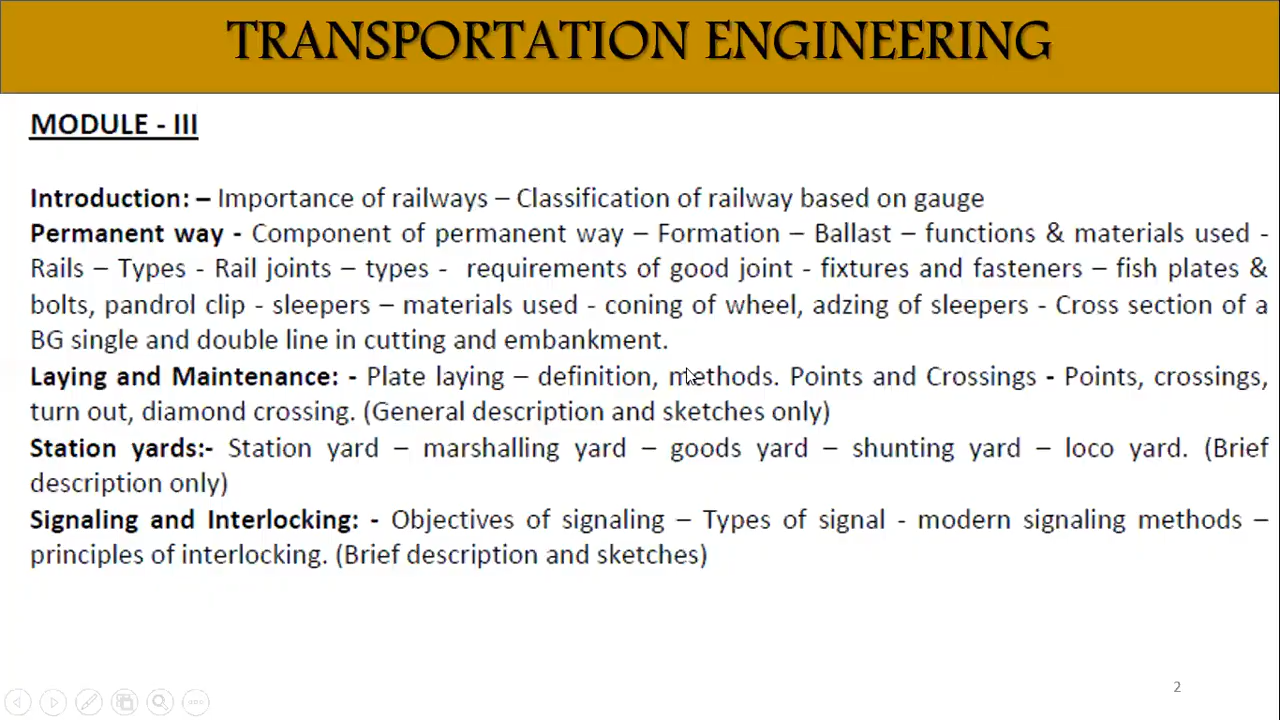 TRANSPORTATION ENGINEERING
MODULE - III
Introduction: – Importance of railways – Classification of railway based on gauge
Permanent way - Component of permanent way – Formation – Ballast – functions & materials used -
Rails – Types - Rail joints – types - requirements of good joint - fixtures and fasteners – fish plates &
bolts, pandrol clip - sleepers – materials used - coning of wheel, adzing of sleepers - Cross section of a
BG single and double line in cutting and embankment.
Laying and Maintenance: - Plate laying – definition, methods. Points and Crossings - Points, crossings,
turn out, diamond crossing. (General description and sketches only)
Station yards:- Station yard – marshalling yard – goods yard – shunting yard – loco yard. (Brief
description only)
Signaling and Interlocking: - Objectives of signaling – Types of signal - modern signaling methods –
principles of interlocking. (Brief description and sketches)
2